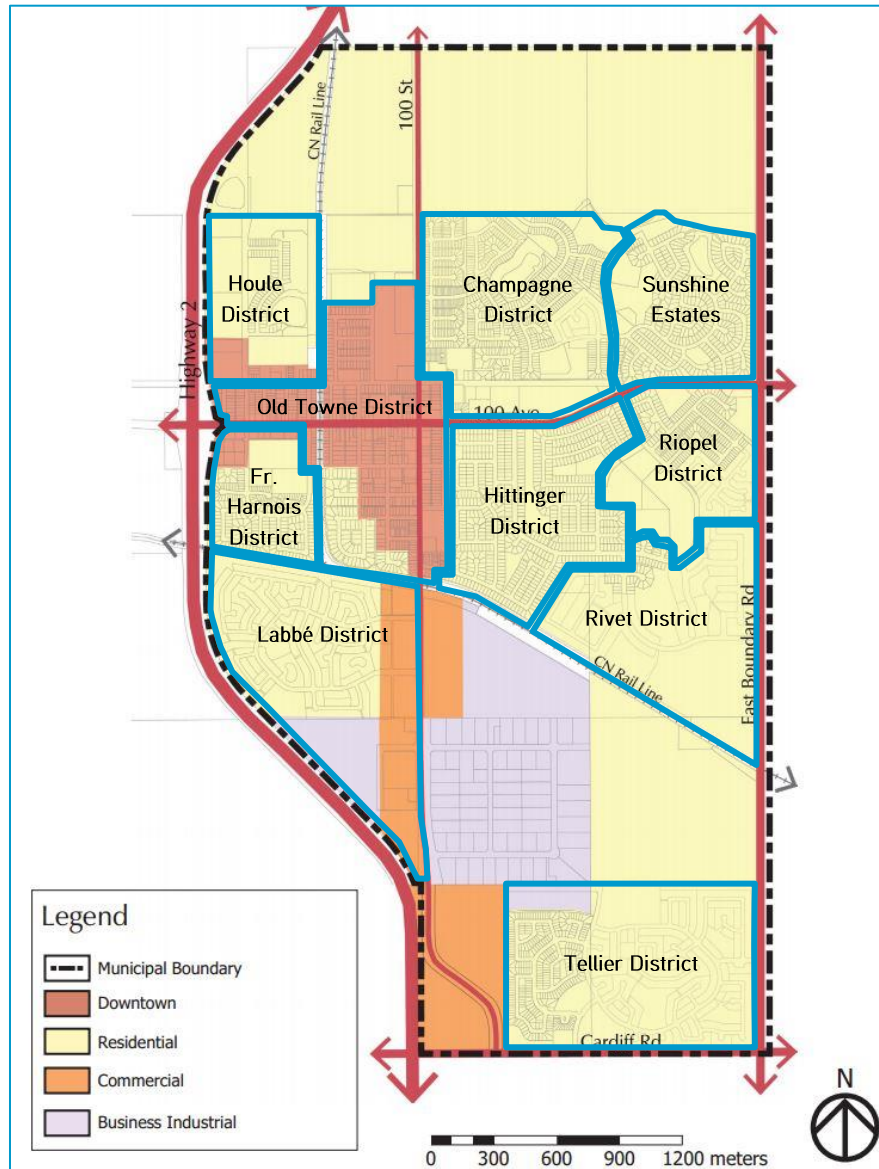 CN Rail Line
100 St
Houle
District
Champagne
District
Sunshine
Estates
Highway 2
Old Towne District
100 Ave
Riopel
District
Fr.
Harnois
District
Hittinger
District
Labbé District
Rivet District
CN Rail Line
East Boundary Rd
Tellier District
Cardiff Rd
Legend
Municipal Boundary
Downtown
Residential
Commercial
Business Industrial
N
0 300 600 900 1200 meters